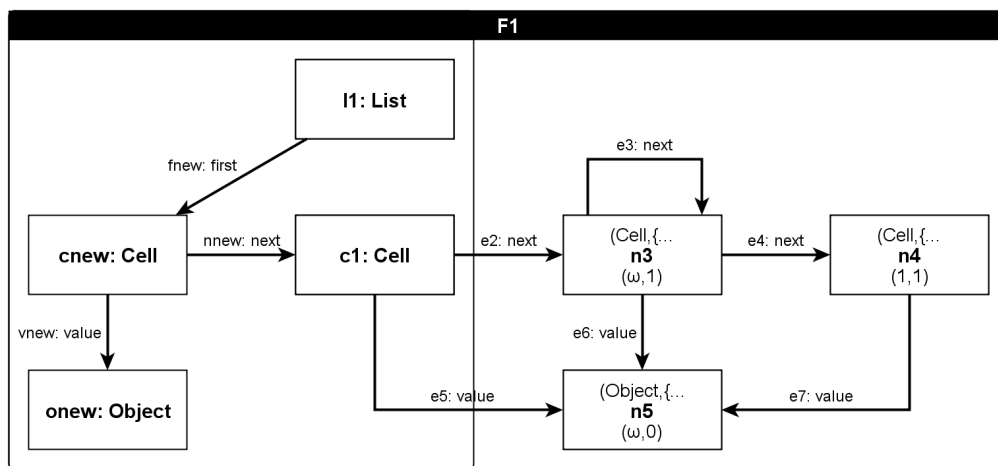 F1
l1: List
fnew: first
e3: next
cnew: Cell
nnew: next
c1: Cell
e2: next
(Cell,{...
n3
(ω,1)
e4: next
(Cell,{...
n4
(1,1)
vnew: value
e6: value
onew: Object
e5: value
(Object,{...
n5
(ω,0)
e7: value